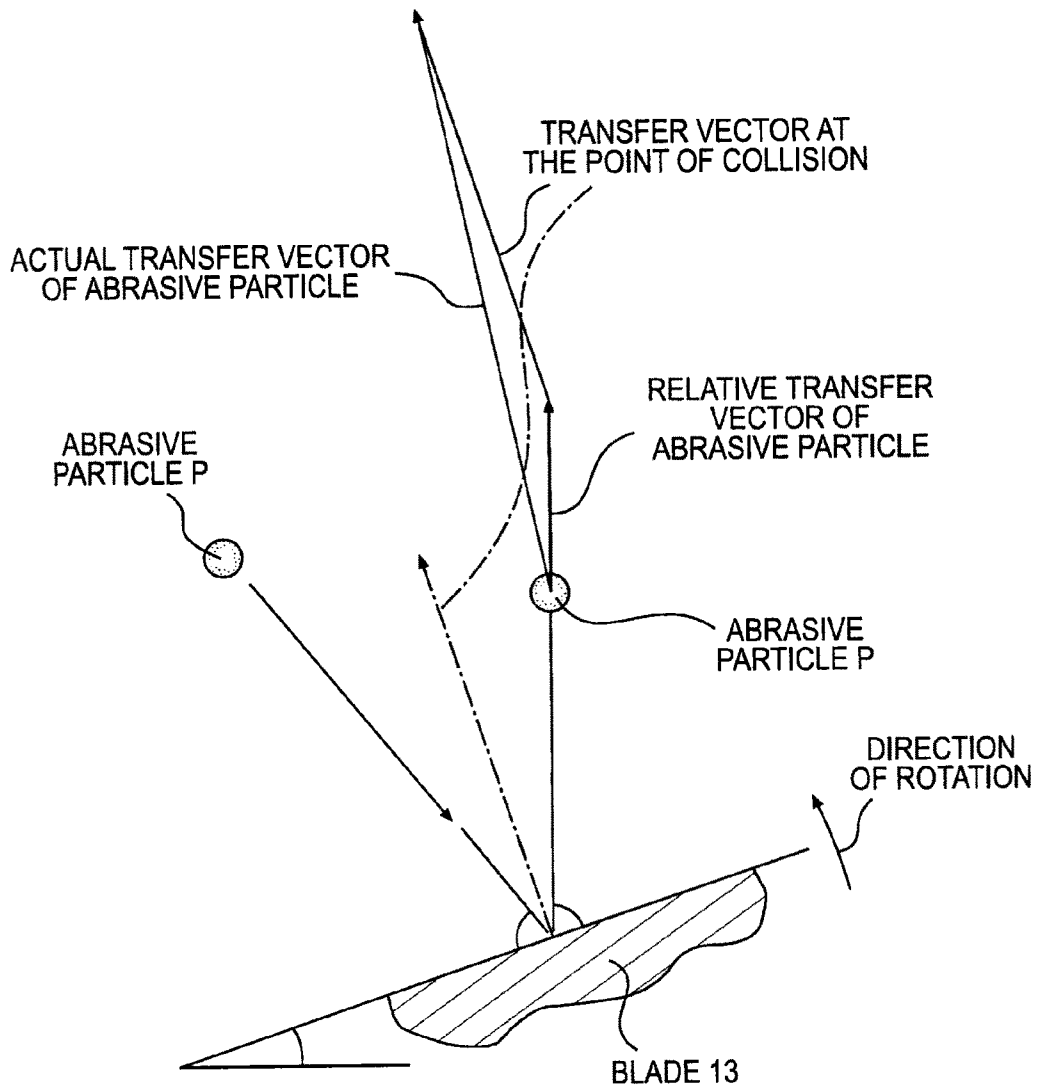 TRANSFER VECTOR AT
THE POINT OF COLLISION
ACTUAL TRANSFER VECTOR
OF ABRASIVE PARTICLE
RELATIVE TRANSFER
VECTOR OF
ABRASIVE PARTICLE
ABRASIVE
PARTICLE P
ABRASIVE
PARTICLE P
DIRECTION
OF ROTATION
BLADE 13